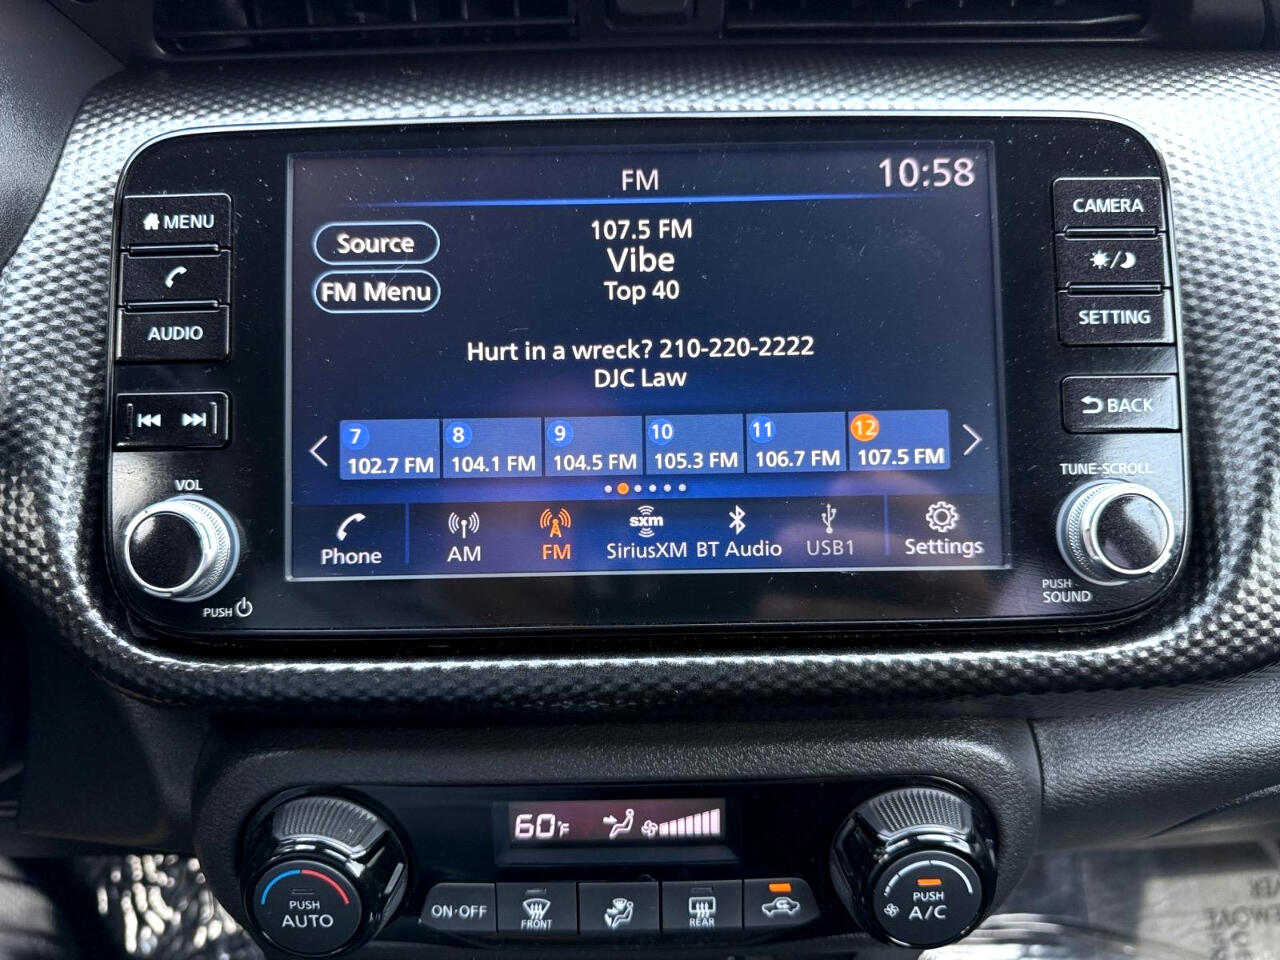 FM
10:58
MENU
AUDIO
VOL
PUSH
Source
FM Menu
107.5 FM
Vibe
Top 40
Hurt in a wreck? 210-220-2222
DJC Law
7 8 9 10 11 12
102.7 FM 104.1 FM 104.5 FM 105.3 FM 106.7 FM 107.5 FM
sxm
Phone AM FM SiriusXM BT Audio USB1 Settings
CAMERA
SETTING
BACK
TUNE·SCROLL
PUSH
SOUND
60°F
PUSH
AUTO
ON·OFF
FRONT
REAR
PUSH
A/C